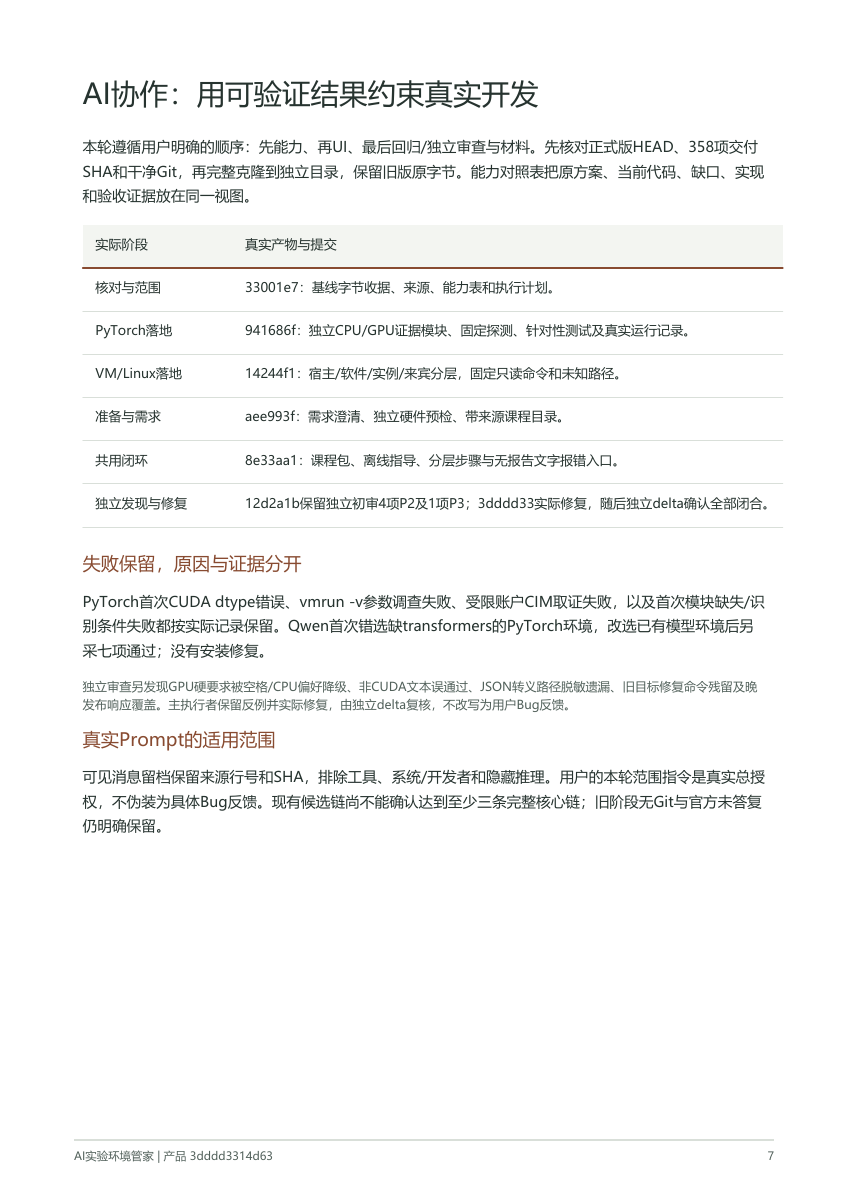 AI协作：用可验证结果约束真实开发
本轮遵循用户明确的顺序：先能力、再UI、最后回归/独立审查与材料。先核对正式版HEAD、358项交付
SHA和干净Git，再完整克隆到独立目录，保留旧版原字节。能力对照表把原方案、当前代码、缺口、实现
和验收证据放在同一视图。
实际阶段 真实产物与提交
核对与范围 33001e7：基线字节收据、来源、能力表和执行计划。
PyTorch落地 941686f：独立CPU/GPU证据模块、固定探测、针对性测试及真实运行记录。
VM/Linux落地 14244f1：宿主/软件/实例/来宾分层，固定只读命令和未知路径。
准备与需求 aee993f：需求澄清、独立硬件预检、带来源课程目录。
共用闭环 8e33aa1：课程包、离线指导、分层步骤与无报告文字报错入口。
独立发现与修复 12d2a1b保留独立初审4项P2及1项P3；3dddd33实际修复，随后独立delta确认全部闭合。
失败保留，原因与证据分开
PyTorch首次CUDA dtype错误、vmrun -v参数调查失败、受限账户CIM取证失败，以及首次模块缺失/识
别条件失败都按实际记录保留。Qwen首次错选缺transformers的PyTorch环境，改选已有模型环境后另
采七项通过；没有安装修复。
独立审查另发现GPU硬要求被空格/CPU偏好降级、非CUDA文本误通过、JSON转义路径脱敏遗漏、旧目标修复命令残留及晚
发布响应覆盖。主执行者保留反例并实际修复，由独立delta复核，不改写为用户Bug反馈。
真实Prompt的适用范围
可见消息留档保留来源行号和SHA，排除工具、系统/开发者和隐藏推理。用户的本轮范围指令是真实总授
权，不伪装为具体Bug反馈。现有候选链尚不能确认达到至少三条完整核心链；旧阶段无Git与官方未答复
仍明确保留。
AI实验环境管家 | 产品 3dddd3314d63 7